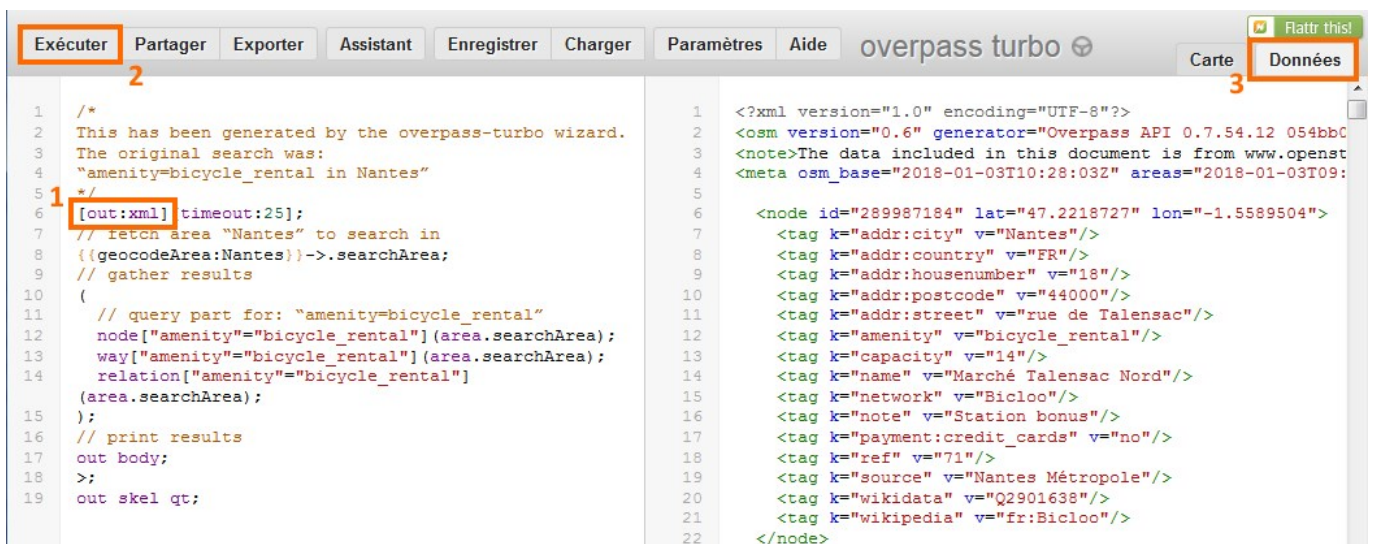 Exécuter Partager Exporter Assistant Enregistrer Charger Paramètres Aide overpass turbo Flattr this!
Carte Données
2
3
1 /*
2 This has been generated by the overpass-turbo wizard.
3 The original search was:
4 “amenity=bicycle_rental in Nantes”
5 */
1
6 [out:xml][timeout:25];
7 // fetch area “Nantes” to search in
8 {{geocodeArea:Nantes}}->.searchArea;
9 // gather results
10 (
11 // query part for: “amenity=bicycle_rental”
12 node["amenity"="bicycle_rental"](area.searchArea);
13 way["amenity"="bicycle_rental"](area.searchArea);
14 relation["amenity"="bicycle_rental"]
(area.searchArea);
15 );
16 // print results
17 out body;
18 >;
19 out skel qt;
1 <?xml version="1.0" encoding="UTF-8"?>
2 <osm version="0.6" generator="Overpass API 0.7.54.12 054bb0
3 <note>The data included in this document is from www.openst
4 <meta osm_base="2018-01-03T10:28:03Z" areas="2018-01-03T09:
5
6 <node id="289987184" lat="47.2218727" lon="-1.5589504">
7 <tag k="addr:city" v="Nantes"/>
8 <tag k="addr:country" v="FR"/>
9 <tag k="addr:housenumber" v="18"/>
10 <tag k="addr:postcode" v="44000"/>
11 <tag k="addr:street" v="rue de Talensac"/>
12 <tag k="amenity" v="bicycle_rental"/>
13 <tag k="capacity" v="14"/>
14 <tag k="name" v="Marché Talensac Nord"/>
15 <tag k="network" v="Bicloo"/>
16 <tag k="note" v="Station bonus"/>
17 <tag k="payment:credit_cards" v="no"/>
18 <tag k="ref" v="71"/>
19 <tag k="source" v="Nantes Métropole"/>
20 <tag k="wikidata" v="Q2901638"/>
21 <tag k="wikipedia" v="fr:Bicloo"/>
22 </node>